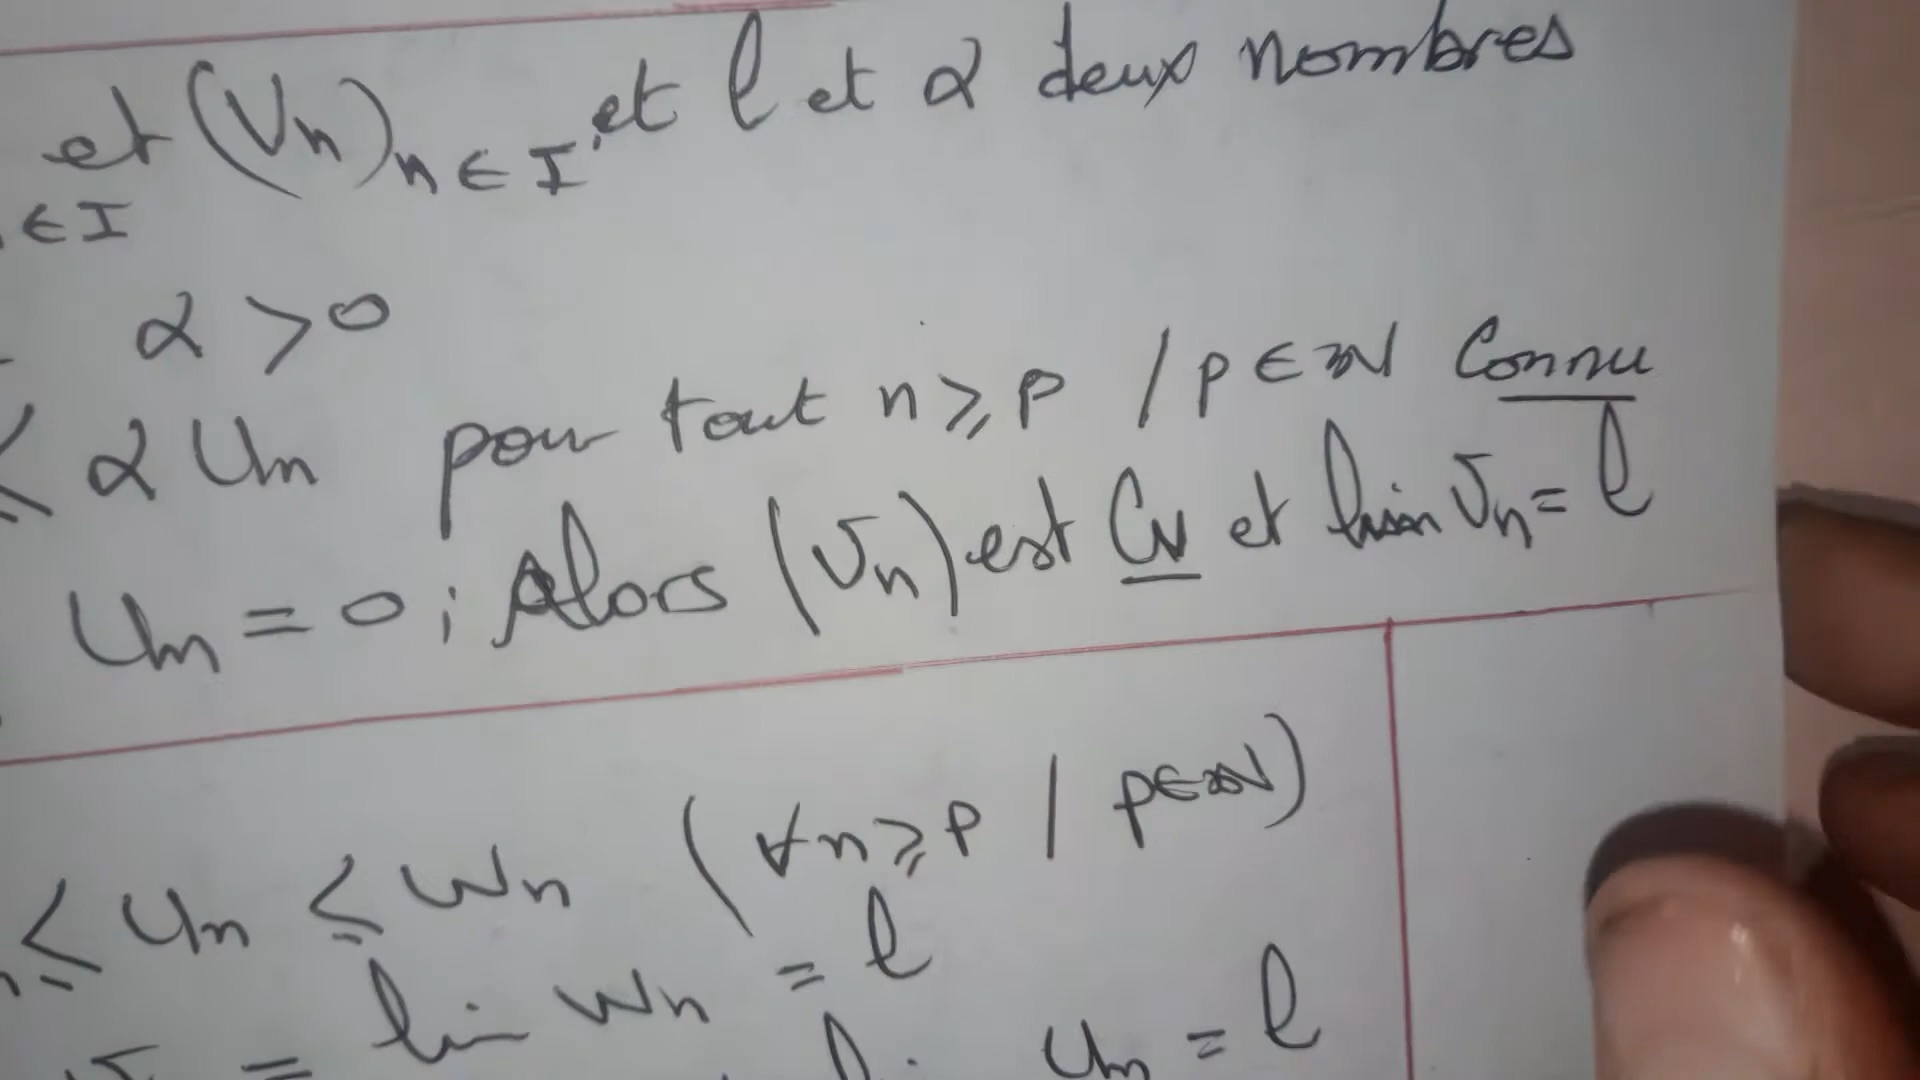 et (Vn)n∈I et l et α deux nombres
∈I
α > 0
≤ α Un pour tout n ≥ p / p ∈ ℕ Connu
Un = 0 ; Alors (Vn) est Cv et lim Vn = l
≤ Un ≤ Wn (∀n ≥ p / p∈ℕ)
= lim Wn = l
Un = l